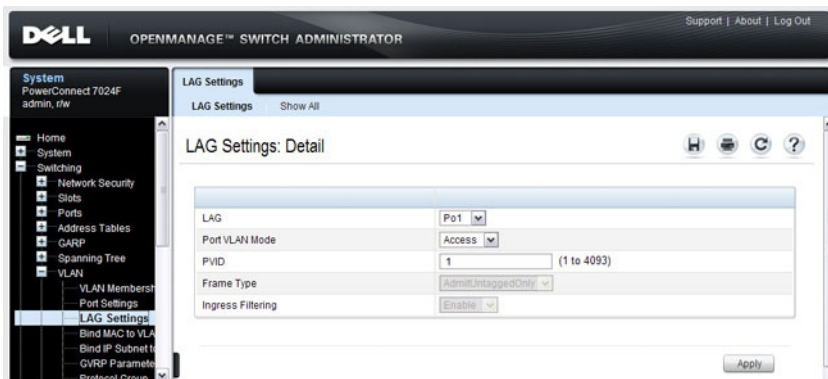 Support | About | Log Out
DELL OPENMANAGE™ SWITCH ADMINISTRATOR
System
PowerConnect 7024F
admin, r/w
Home
System
Switching
Network Security
Slots
Ports
Address Tables
GARP
Spanning Tree
VLAN
VLAN Membersh
Port Settings
LAG Settings
Bind MAC to VLA
Bind IP Subnet to
GVRP Paramete
Protocol Group
LAG Settings
LAG Settings Show All
LAG Settings: Detail
LAG Po1
Port VLAN Mode Access
PVID 1 (1 to 4093)
Frame Type AdmitUntaggedOnly
Ingress Filtering Enable
Apply